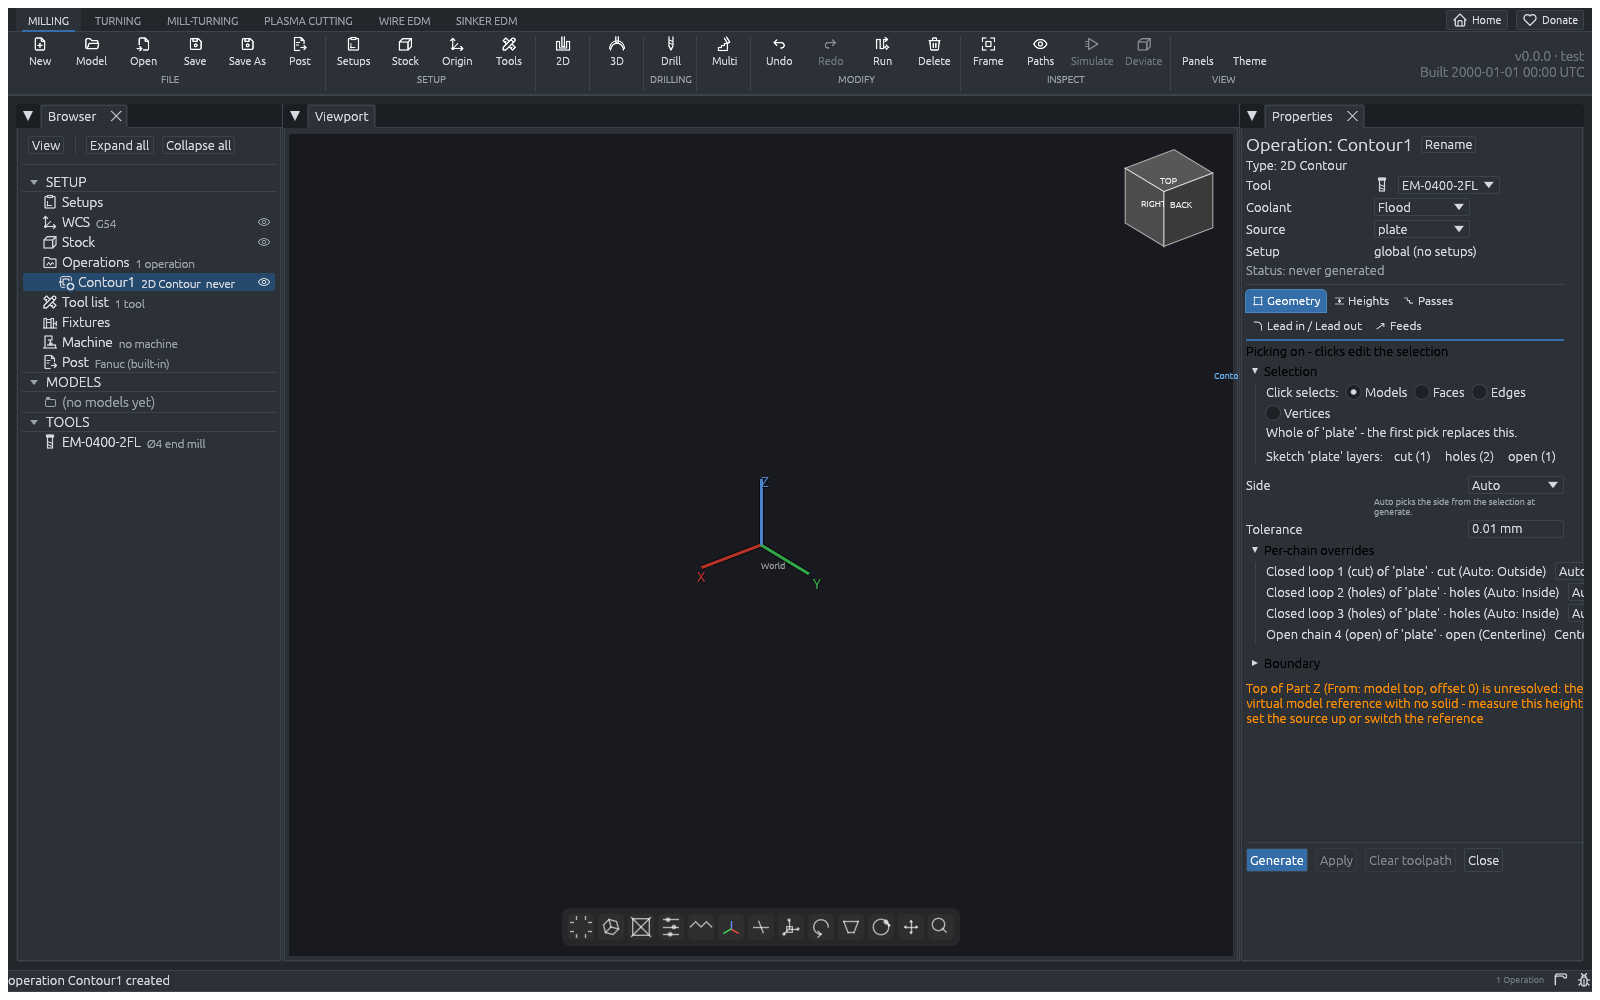 MILLING TURNING MILL-TURNING PLASMA CUTTING WIRE EDM SINKER EDM Home Donate
New Model Open Save Save As Post Setups Stock Origin Tools 2D 3D Drill Multi Undo Redo Run Delete Frame Paths Simulate Deviate Panels Theme
FILE SETUP DRILLING MODIFY INSPECT VIEW
v0.0.0 · test
Built 2000-01-01 00:00 UTC
Browser
View Expand all Collapse all
SETUP
Setups
WCS G54
Stock
Operations 1 operation
Contour1 2D Contour never
Tool list 1 tool
Fixtures
Machine no machine
Post Fanuc (built-in)
MODELS
(no models yet)
TOOLS
EM-0400-2FL Ø4 end mill
Viewport
TOP
RIGHT BACK
Conto
Z
World
X
Y
Properties
Operation: Contour1 Rename
Type: 2D Contour
Tool EM-0400-2FL
Coolant Flood
Source plate
Setup global (no setups)
Status: never generated
Geometry Heights Passes
Lead in / Lead out Feeds
Picking on - clicks edit the selection
Selection
Click selects: Models Faces Edges
Vertices
Whole of 'plate' - the first pick replaces this.
Sketch 'plate' layers: cut (1) holes (2) open (1)
Side Auto
Auto picks the side from the selection at
generate.
Tolerance 0.01 mm
Per-chain overrides
Closed loop 1 (cut) of 'plate' · cut (Auto: Outside) Auto
Closed loop 2 (holes) of 'plate' · holes (Auto: Inside) Au
Closed loop 3 (holes) of 'plate' · holes (Auto: Inside) Au
Open chain 4 (open) of 'plate' · open (Centerline) Cente
Boundary
Top of Part Z (From: model top, offset 0) is unresolved: the
virtual model reference with no solid - measure this height
set the source up or switch the reference
Generate Apply Clear toolpath Close
operation Contour1 created
1 Operation